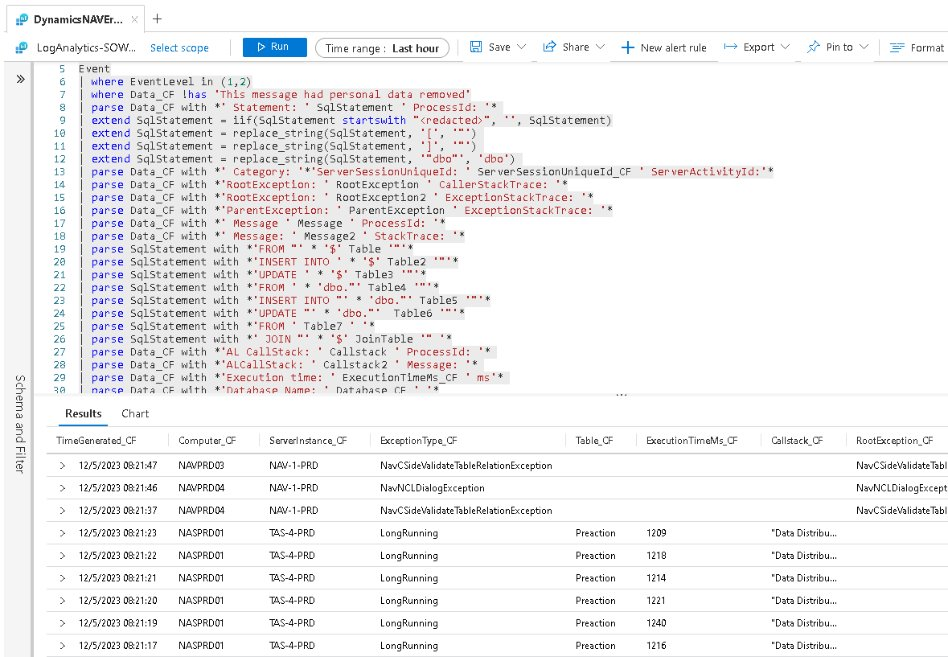 DynamicsNAVEr...
LogAnalytics-SOW... Select scope Run Time range : Last hour Save Share New alert rule Export Pin to Format
Schema and Filter
5 Event
6 | where EventLevel in (1,2)
7 | where Data_CF !has 'This message had personal data removed'
8 | parse Data_CF with *' Statement: ' SqlStatement ' ProcessId: '*
9 | extend SqlStatement = iif(SqlStatement startswith "<redacted>", '', SqlStatement)
10 | extend SqlStatement = replace_string(SqlStatement, '[', '"')
11 | extend SqlStatement = replace_string(SqlStatement, ']', '"')
12 | extend SqlStatement = replace_string(SqlStatement, '"dbo"', 'dbo')
13 | parse Data_CF with *' Category: '*'ServerSessionUniqueId: ' ServerSessionUniqueId_CF ' ServerActivityId:'*
14 | parse Data_CF with *'RootException: ' RootException ' CallerStackTrace: '*
15 | parse Data_CF with *'RootException: ' RootException2 ' ExceptionStackTrace: '*
16 | parse Data_CF with *'ParentException: ' ParentException ' ExceptionStackTrace: '*
17 | parse Data_CF with *' Message ' Message ' ProcessId: '*
18 | parse Data_CF with *' Message: ' Message2 ' StackTrace: '*
19 | parse SqlStatement with *'FROM "' * '$' Table '"'*
20 | parse SqlStatement with *'INSERT INTO ' * '$' Table2 '"'*
21 | parse SqlStatement with *'UPDATE ' * '$' Table3 '"'*
22 | parse SqlStatement with *'FROM ' * 'dbo."' Table4 '"'*
23 | parse SqlStatement with *'INSERT INTO "' * 'dbo."' Table5 '"'*
24 | parse SqlStatement with *'UPDATE "' * 'dbo."' Table6 '"'*
25 | parse SqlStatement with *'FROM ' Table7 ' '*
26 | parse SqlStatement with *' JOIN "' * '$' JoinTable '" '*
27 | parse Data_CF with *'AL CallStack: ' Callstack ' ProcessId: '*
28 | parse Data_CF with *'ALCallStack: ' Callstack2 ' Message: '*
29 | parse Data_CF with *'Execution time: ' ExecutionTimeMs_CF ' ms'*
30 | parse Data_CF with *'Database Name: ' Database_CF ' '*
Results Chart
TimeGenerated_CF Computer_CF ServerInstance_CF ExceptionType_CF Table_CF ExecutionTimeMs_CF Callstack_CF RootException_CF
12/5/2023 08:21:47 NAVPRD03 NAV-1-PRD NavCSideValidateTableRelationException NavCSideValidateTabl
12/5/2023 08:21:46 NAVPRD04 NAV-1-PRD NavNCLDialogException NavNCLDialogExcept
12/5/2023 08:21:37 NAVPRD04 NAV-1-PRD NavCSideValidateTableRelationException NavCSideValidateTabl
12/5/2023 08:21:23 NASPRD01 TAS-4-PRD LongRunning Preaction 1209 "Data Distribu...
12/5/2023 08:21:22 NASPRD01 TAS-4-PRD LongRunning Preaction 1218 "Data Distribu...
12/5/2023 08:21:21 NASPRD01 TAS-4-PRD LongRunning Preaction 1214 "Data Distribu...
12/5/2023 08:21:20 NASPRD01 TAS-4-PRD LongRunning Preaction 1221 "Data Distribu...
12/5/2023 08:21:19 NASPRD01 TAS-4-PRD LongRunning Preaction 1240 "Data Distribu...
12/5/2023 08:21:17 NASPRD01 TAS-4-PRD LongRunning Preaction 1216 "Data Distribu...